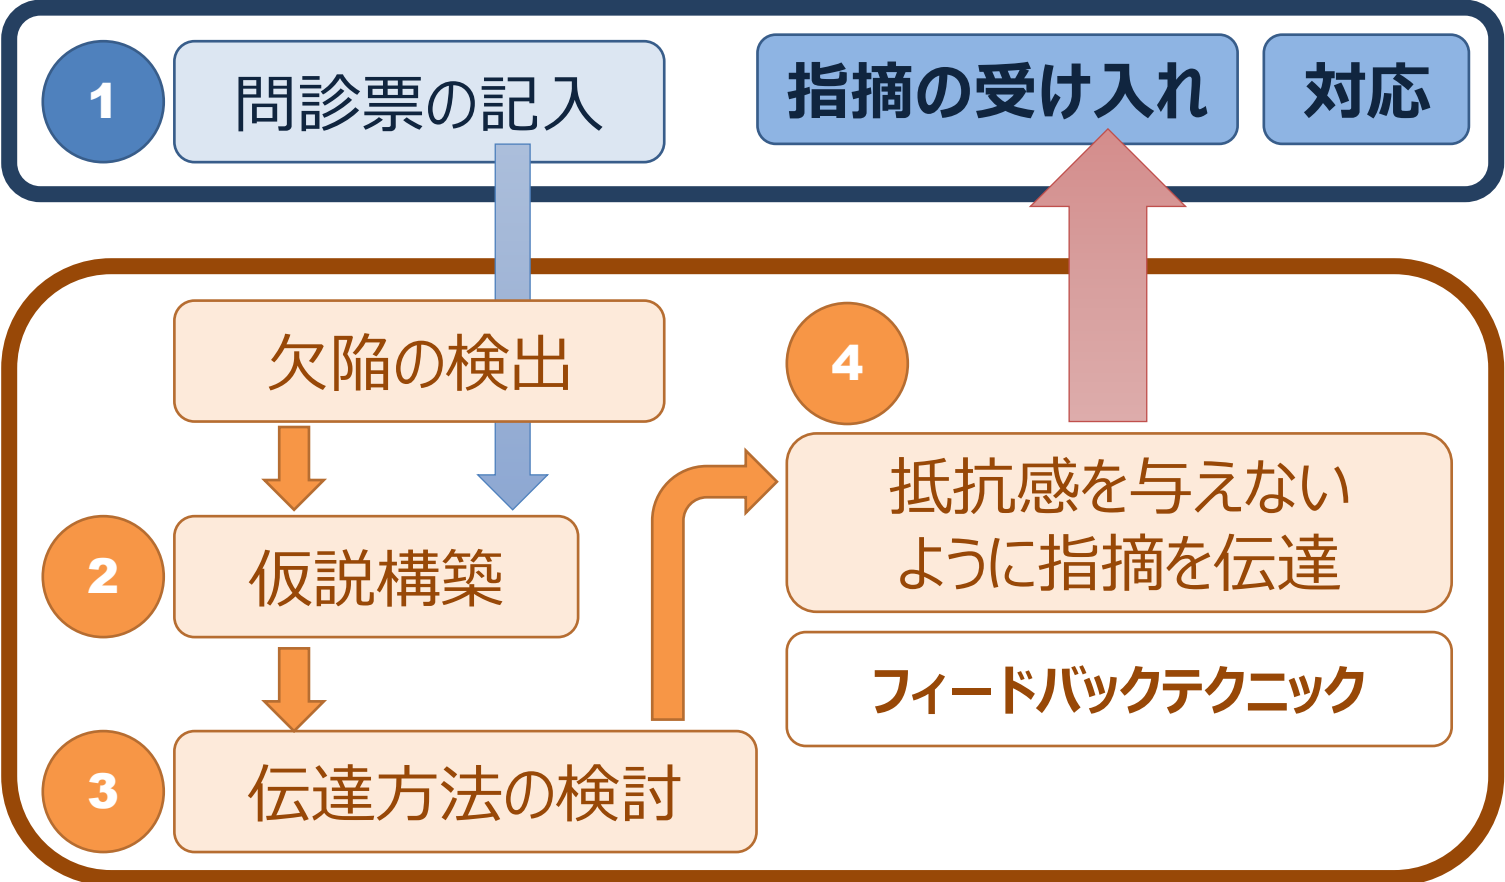 1
問診票の記入
指摘の受け入れ
対応
欠陥の検出
2
仮説構築
3
伝達方法の検討
4
抵抗感を与えない
ように指摘を伝達
フィードバックテクニック